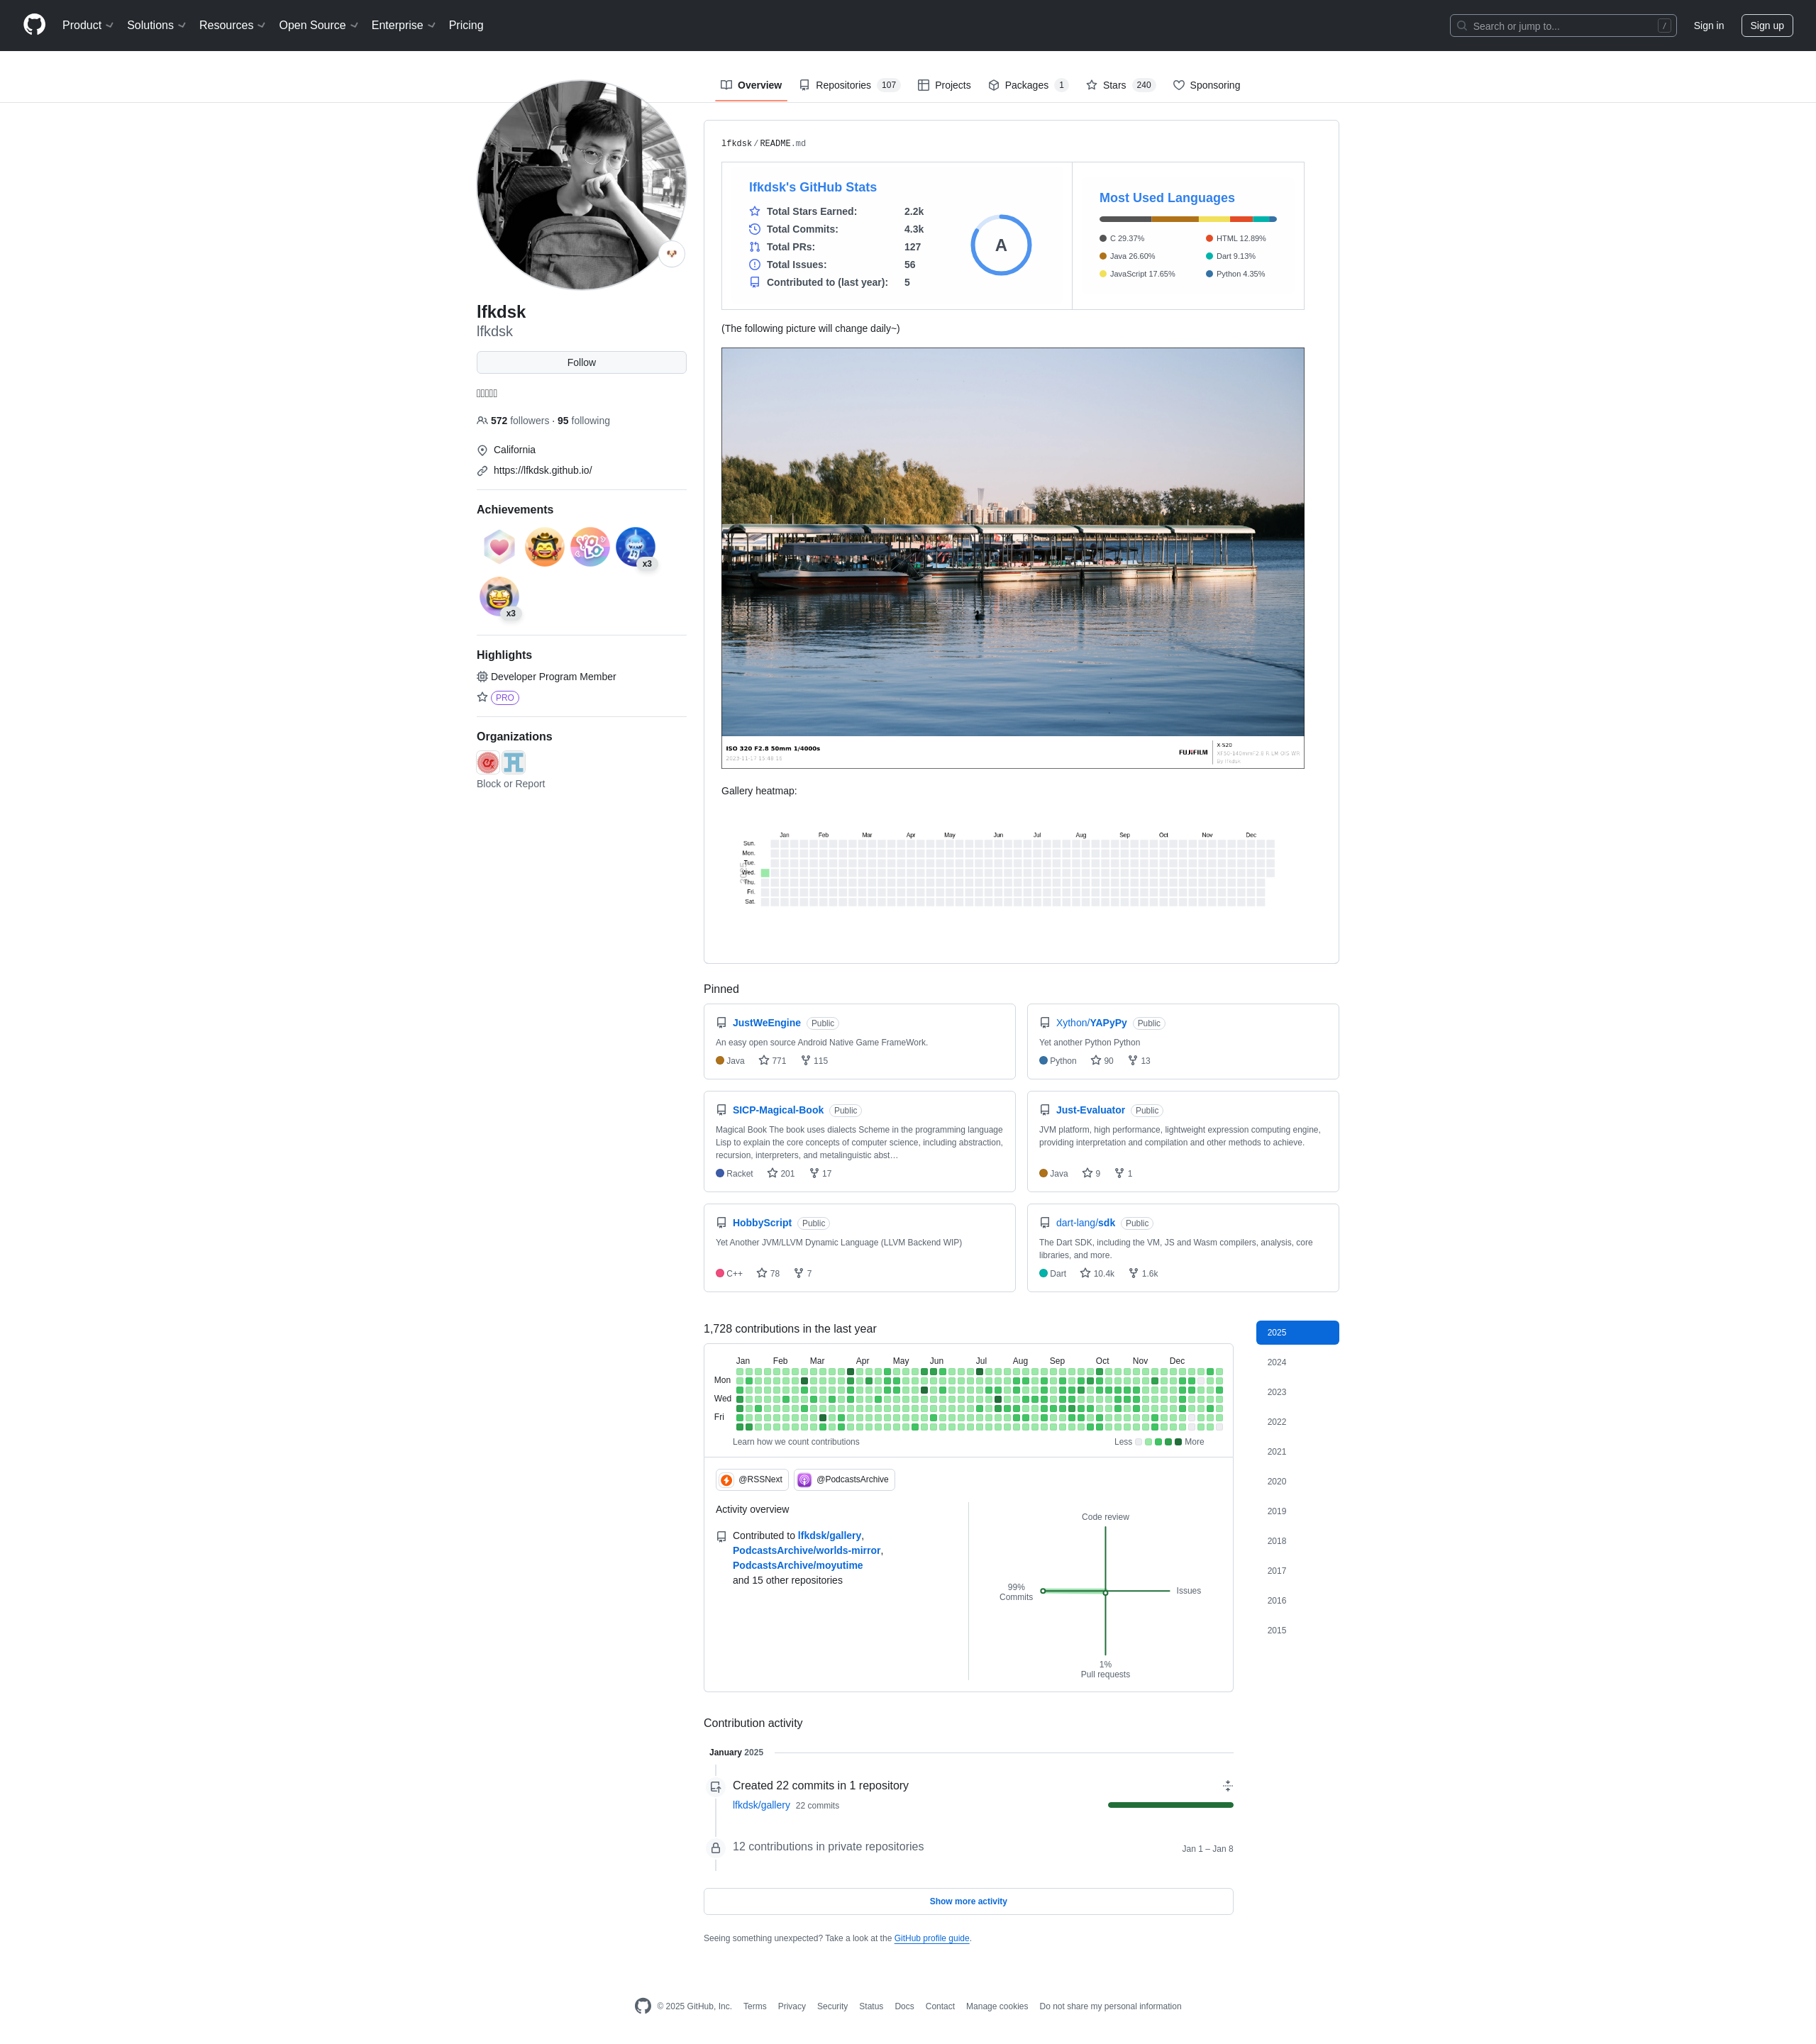 Product
Solutions
Resources
Open Source
Enterprise
Pricing
Search or jump to...
/
Sign in
Sign up
Overview
Repositories 107
Projects
Packages 1
Stars 240
Sponsoring
lfkdsk
lfkdsk
Follow
572 followers · 95 following
California
https://lfkdsk.github.io/
Achievements
YOLO
x3
x3
Highlights
Developer Program Member
PRO
Organizations
Block or Report
lfkdsk / README.md
lfkdsk's GitHub Stats
Total Stars Earned: 2.2k
Total Commits: 4.3k
Total PRs: 127
Total Issues: 56
Contributed to (last year): 5
A
Most Used Languages
C 29.37%
Java 26.60%
JavaScript 17.65%
HTML 12.89%
Dart 9.13%
Python 4.35%
(The following picture will change daily~)
ISO 320 F2.8 50mm 1/4000s
FUJIFILM
X-S20
Gallery heatmap:
Jan Feb Mar Apr May Jun Jul Aug Sep Oct Nov Dec
Sun.
Mon.
Tue.
Wed.
Thu.
Fri.
Sat.
Pinned
JustWeEngine Public
An easy open source Android Native Game FrameWork.
Java 771 115
Xython/YAPyPy Public
Yet another Python Python
Python 90 13
SICP-Magical-Book Public
Magical Book The book uses dialects Scheme in the programming language
Lisp to explain the core concepts of computer science, including abstraction,
recursion, interpreters, and metalinguistic abst…
Racket 201 17
Just-Evaluator Public
JVM platform, high performance, lightweight expression computing engine,
providing interpretation and compilation and other methods to achieve.
Java 9 1
HobbyScript Public
Yet Another JVM/LLVM Dynamic Language (LLVM Backend WIP)
C++ 78 7
dart-lang/sdk Public
The Dart SDK, including the VM, JS and Wasm compilers, analysis, core
libraries, and more.
Dart 10.4k 1.6k
1,728 contributions in the last year
Jan Feb Mar Apr May Jun Jul Aug Sep Oct Nov Dec
Mon
Wed
Fri
Learn how we count contributions
Less More
@RSSNext
@PodcastsArchive
Activity overview
Contributed to lfkdsk/gallery,
PodcastsArchive/worlds-mirror,
PodcastsArchive/moyutime
and 15 other repositories
Code review
99%
Commits
Issues
1%
Pull requests
2025
2024
2023
2022
2021
2020
2019
2018
2017
2016
2015
Contribution activity
January 2025
Created 22 commits in 1 repository
lfkdsk/gallery 22 commits
12 contributions in private repositories
Jan 1 – Jan 8
Show more activity
Seeing something unexpected? Take a look at the GitHub profile guide.
© 2025 GitHub, Inc.
Terms
Privacy
Security
Status
Docs
Contact
Manage cookies
Do not share my personal information